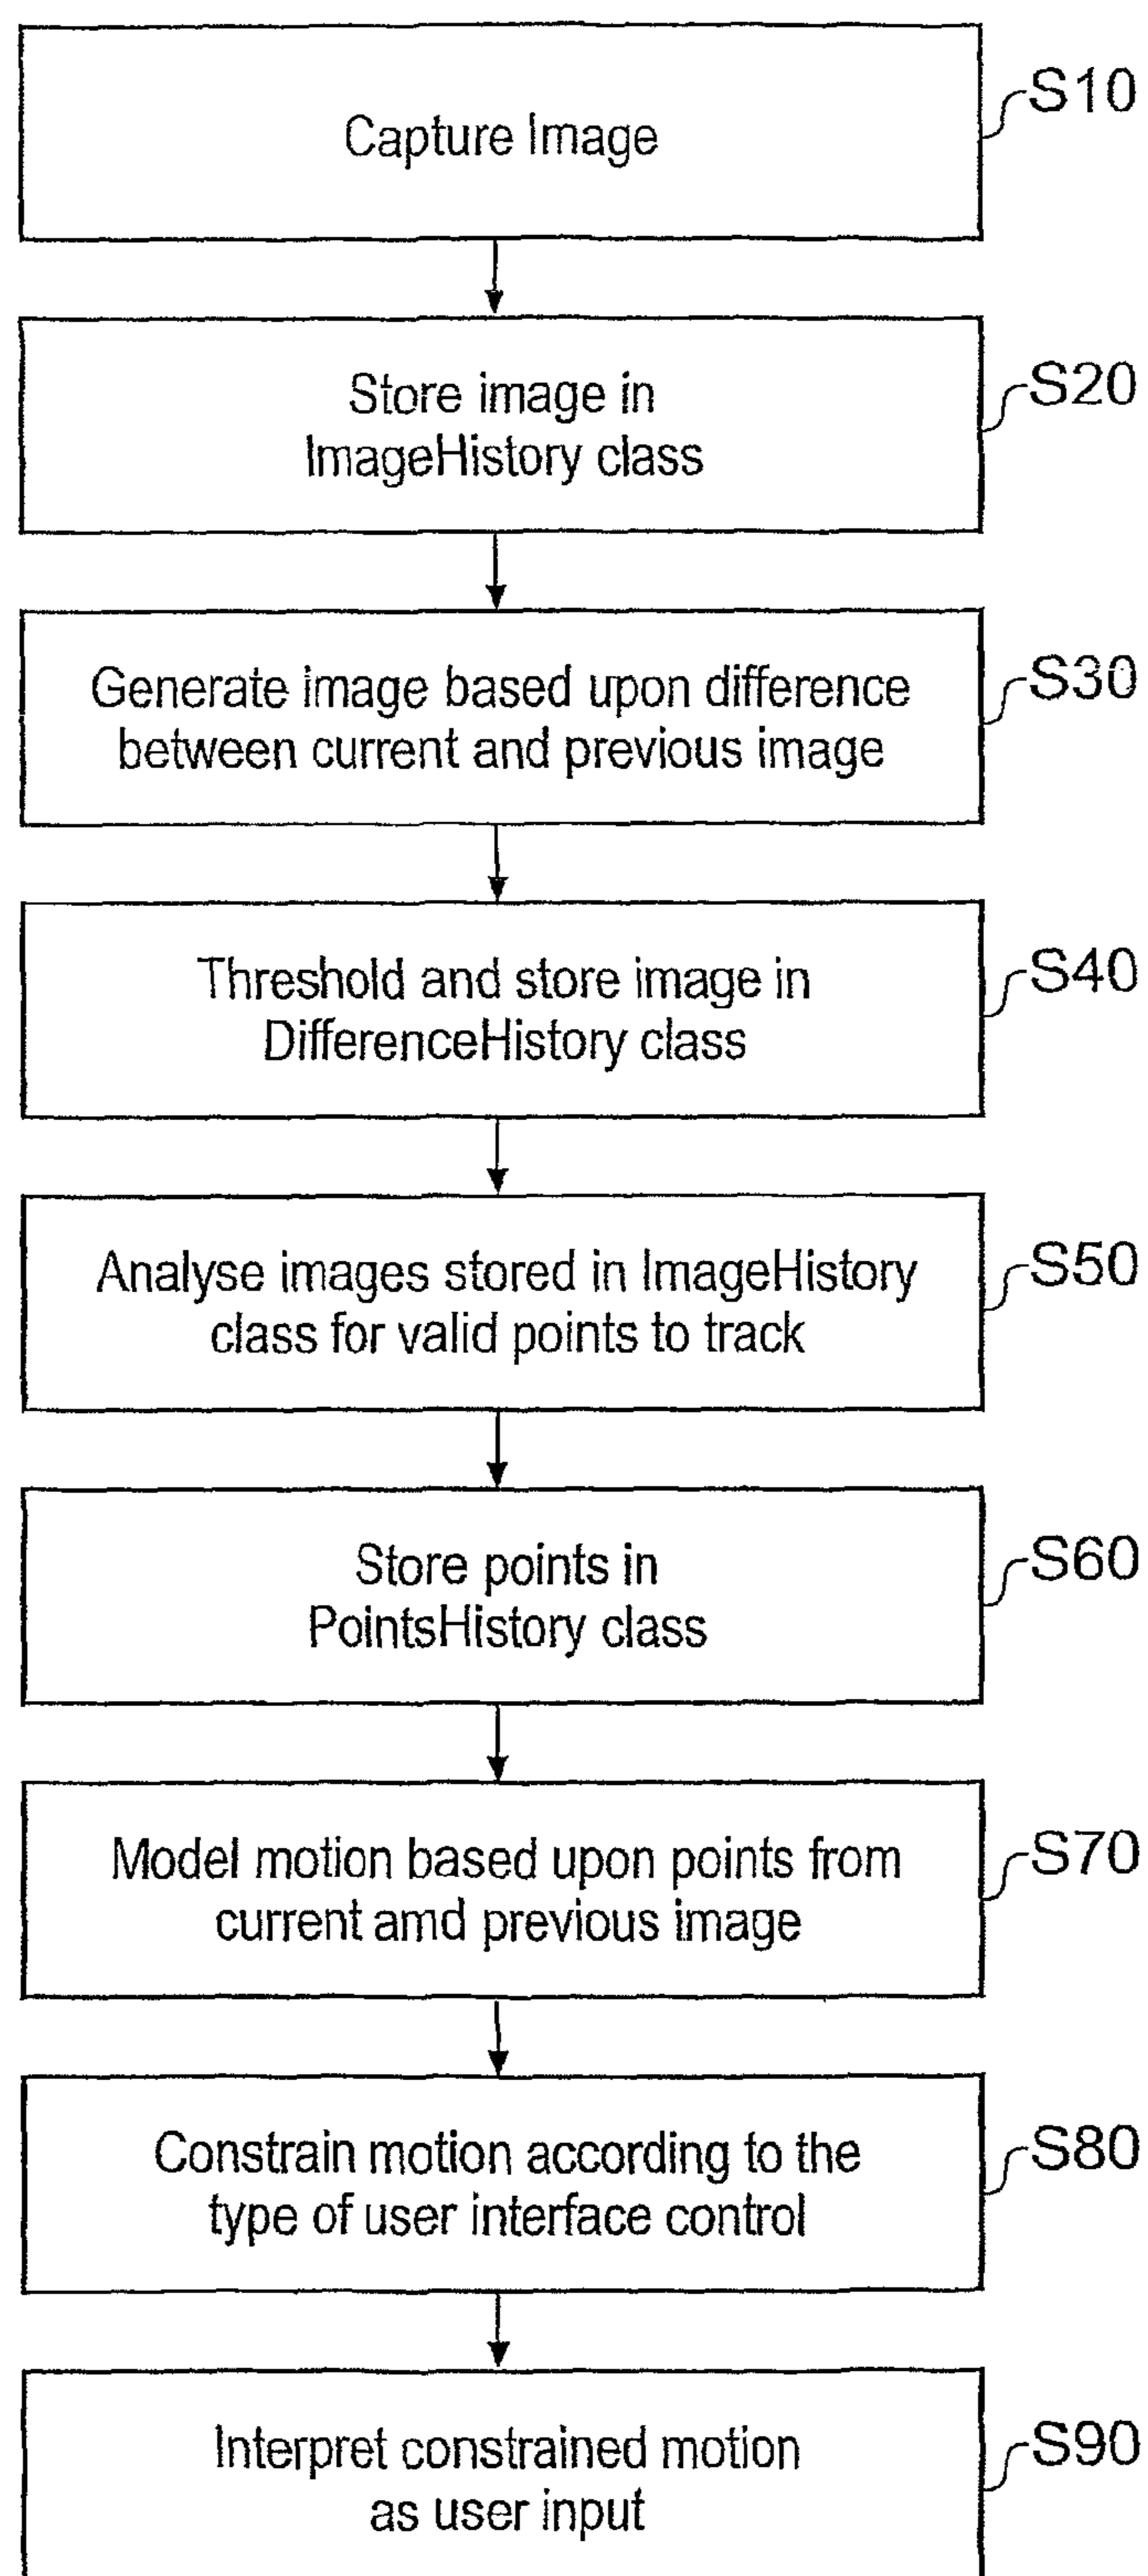 Capture Image
S10
Store image in
ImageHistory class
S20
Generate image based upon difference
between current and previous image
S30
Threshold and store image in
DifferenceHistory class
S40
Analyse images stored in ImageHistory
class for valid points to track
S50
Store points in
PointsHistory class
S60
Model motion based upon points from
current amd previous image
S70
Constrain motion according to the
type of user interface control
S80
Interpret constrained motion
as user input
S90